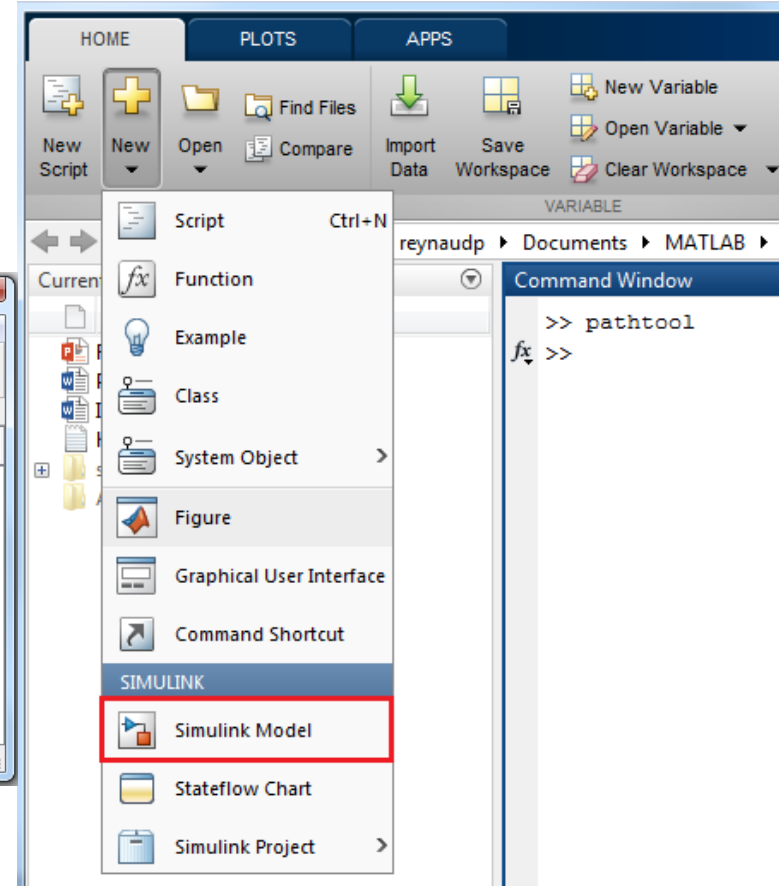 HOME PLOTS APPS
New Script
New
Open
Find Files
Compare
Import Data
Save Workspace
New Variable
Open Variable
Clear Workspace
VARIABLE
reynaudp Documents MATLAB
Curren
Script Ctrl+N
Function
Example
Class
System Object
Figure
Graphical User Interface
Command Shortcut
SIMULINK
Simulink Model
Stateflow Chart
Simulink Project
Command Window
>> pathtool
fx >>